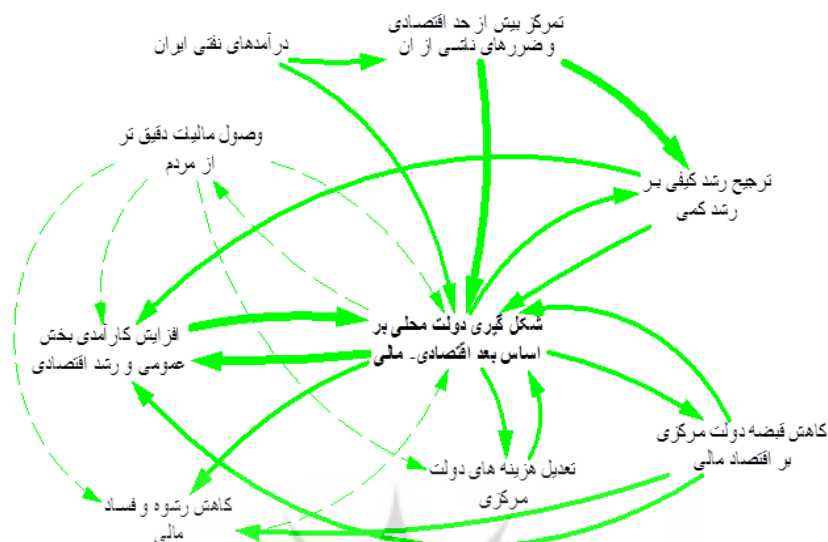 تمرکز بیش از حد اقتصادی
و ضررهای ناشی از ان
درآمدهای نفتی ایران
وصول مالیات دقیق تر
از مردم
ترجیح رشد کیفی بر
رشد کمی
شکل گیری دولت محلی بر
اساس بعد اقتصادی- مالی
افزایش کارآمدی بخش
عمومی و رشد اقتصادی
کاهش قبضه دولت مرکزی
بر اقتصاد مالی
تعدیل هزینه های دولت
مرکزی
کاهش رشوه و فساد
مالی